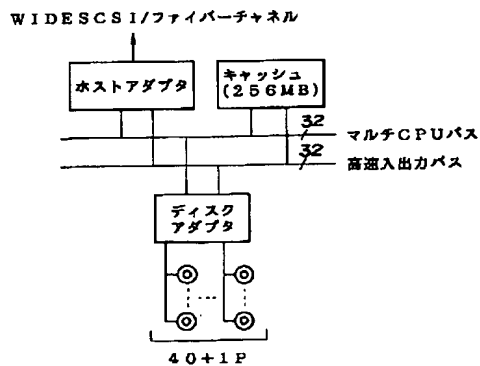 WIDESCSI/ファイバーチャネル
ホストアダプタ
キャッシュ
(256MB)
32
マルチCPUバス
32
高速入出力バス
ディスク
アダプタ
40+1P